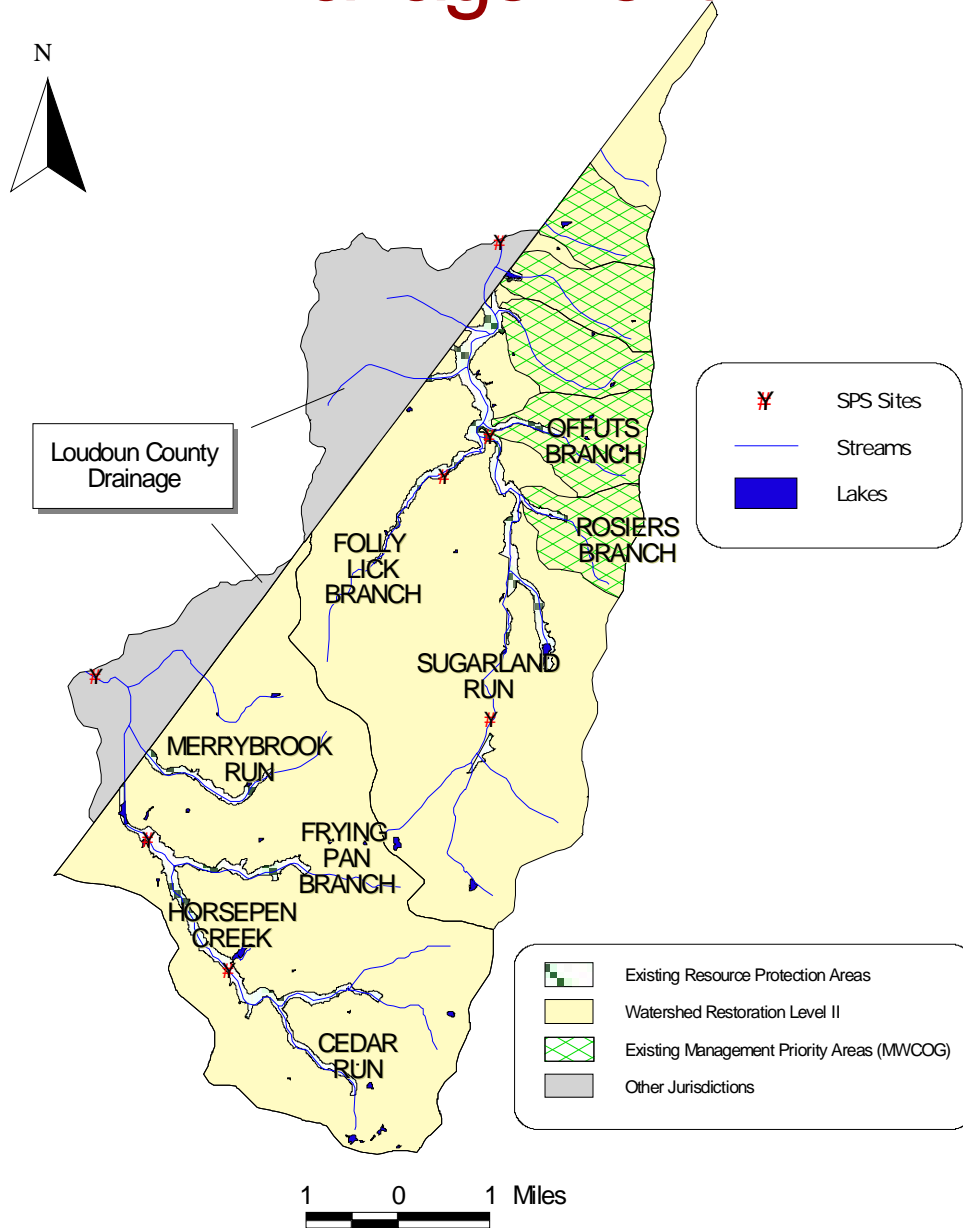 N
Loudoun County
Drainage
SPS Sites
Streams
Lakes
OFFUTS
BRANCH
ROSIERS
BRANCH
FOLLY
LICK
BRANCH
SUGARLAND
RUN
MERRYBROOK
RUN
FRYING
PAN
BRANCH
HORSEPEN
CREEK
CEDAR
RUN
Existing Resource Protection Areas
Watershed Restoration Level II
Existing Management Priority Areas (MWCOG)
Other Jurisdictions
1 0 1 Miles